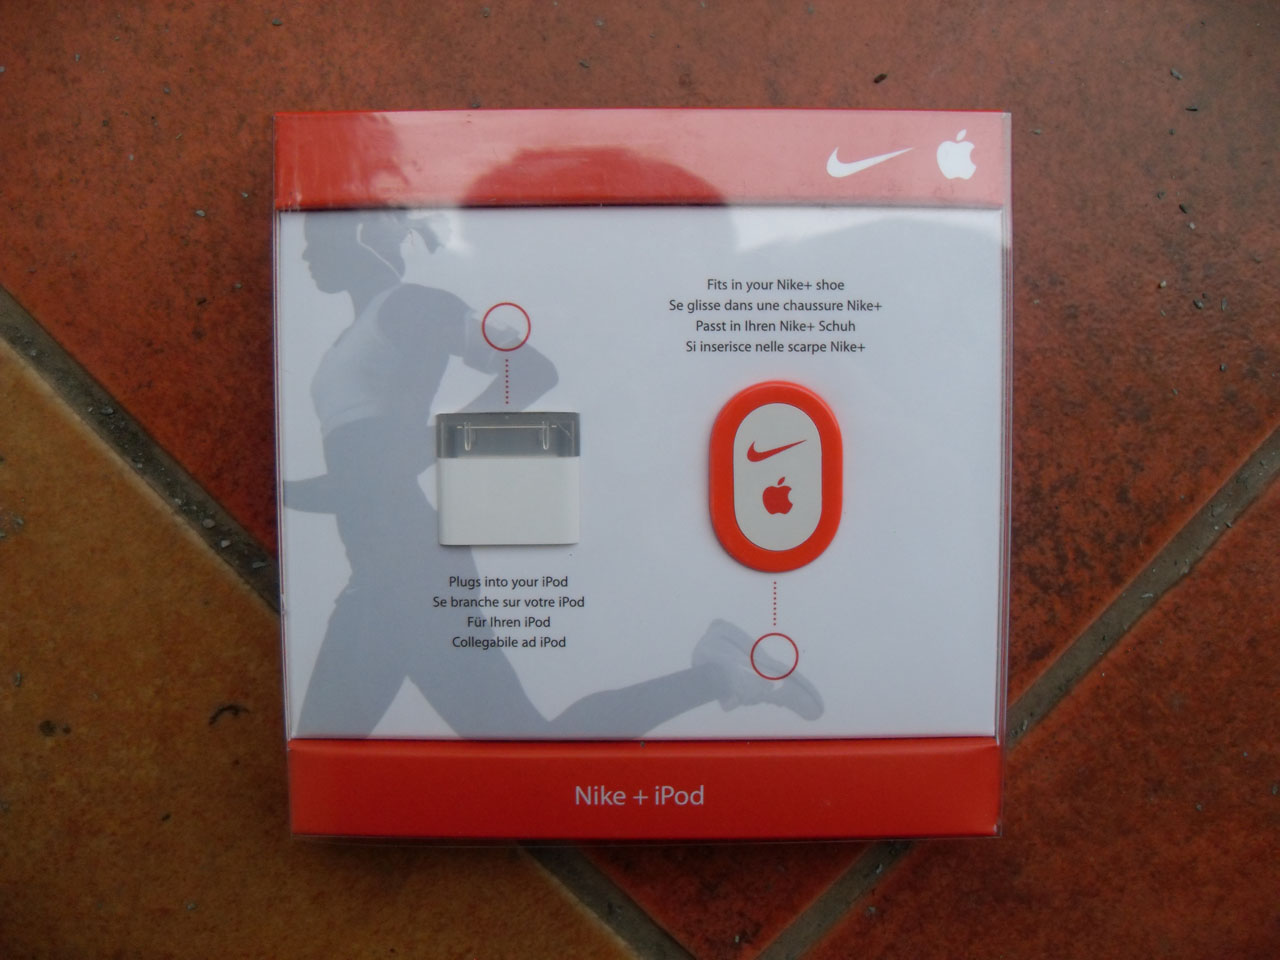 Fits in your Nike+ shoe
Se glisse dans une chaussure Nike+
Passt in Ihren Nike+ Schuh
Si inserisce nelle scarpe Nike+
Plugs into your iPod
Se branche sur votre iPod
Für Ihren iPod
Collegabile ad iPod
Nike + iPod